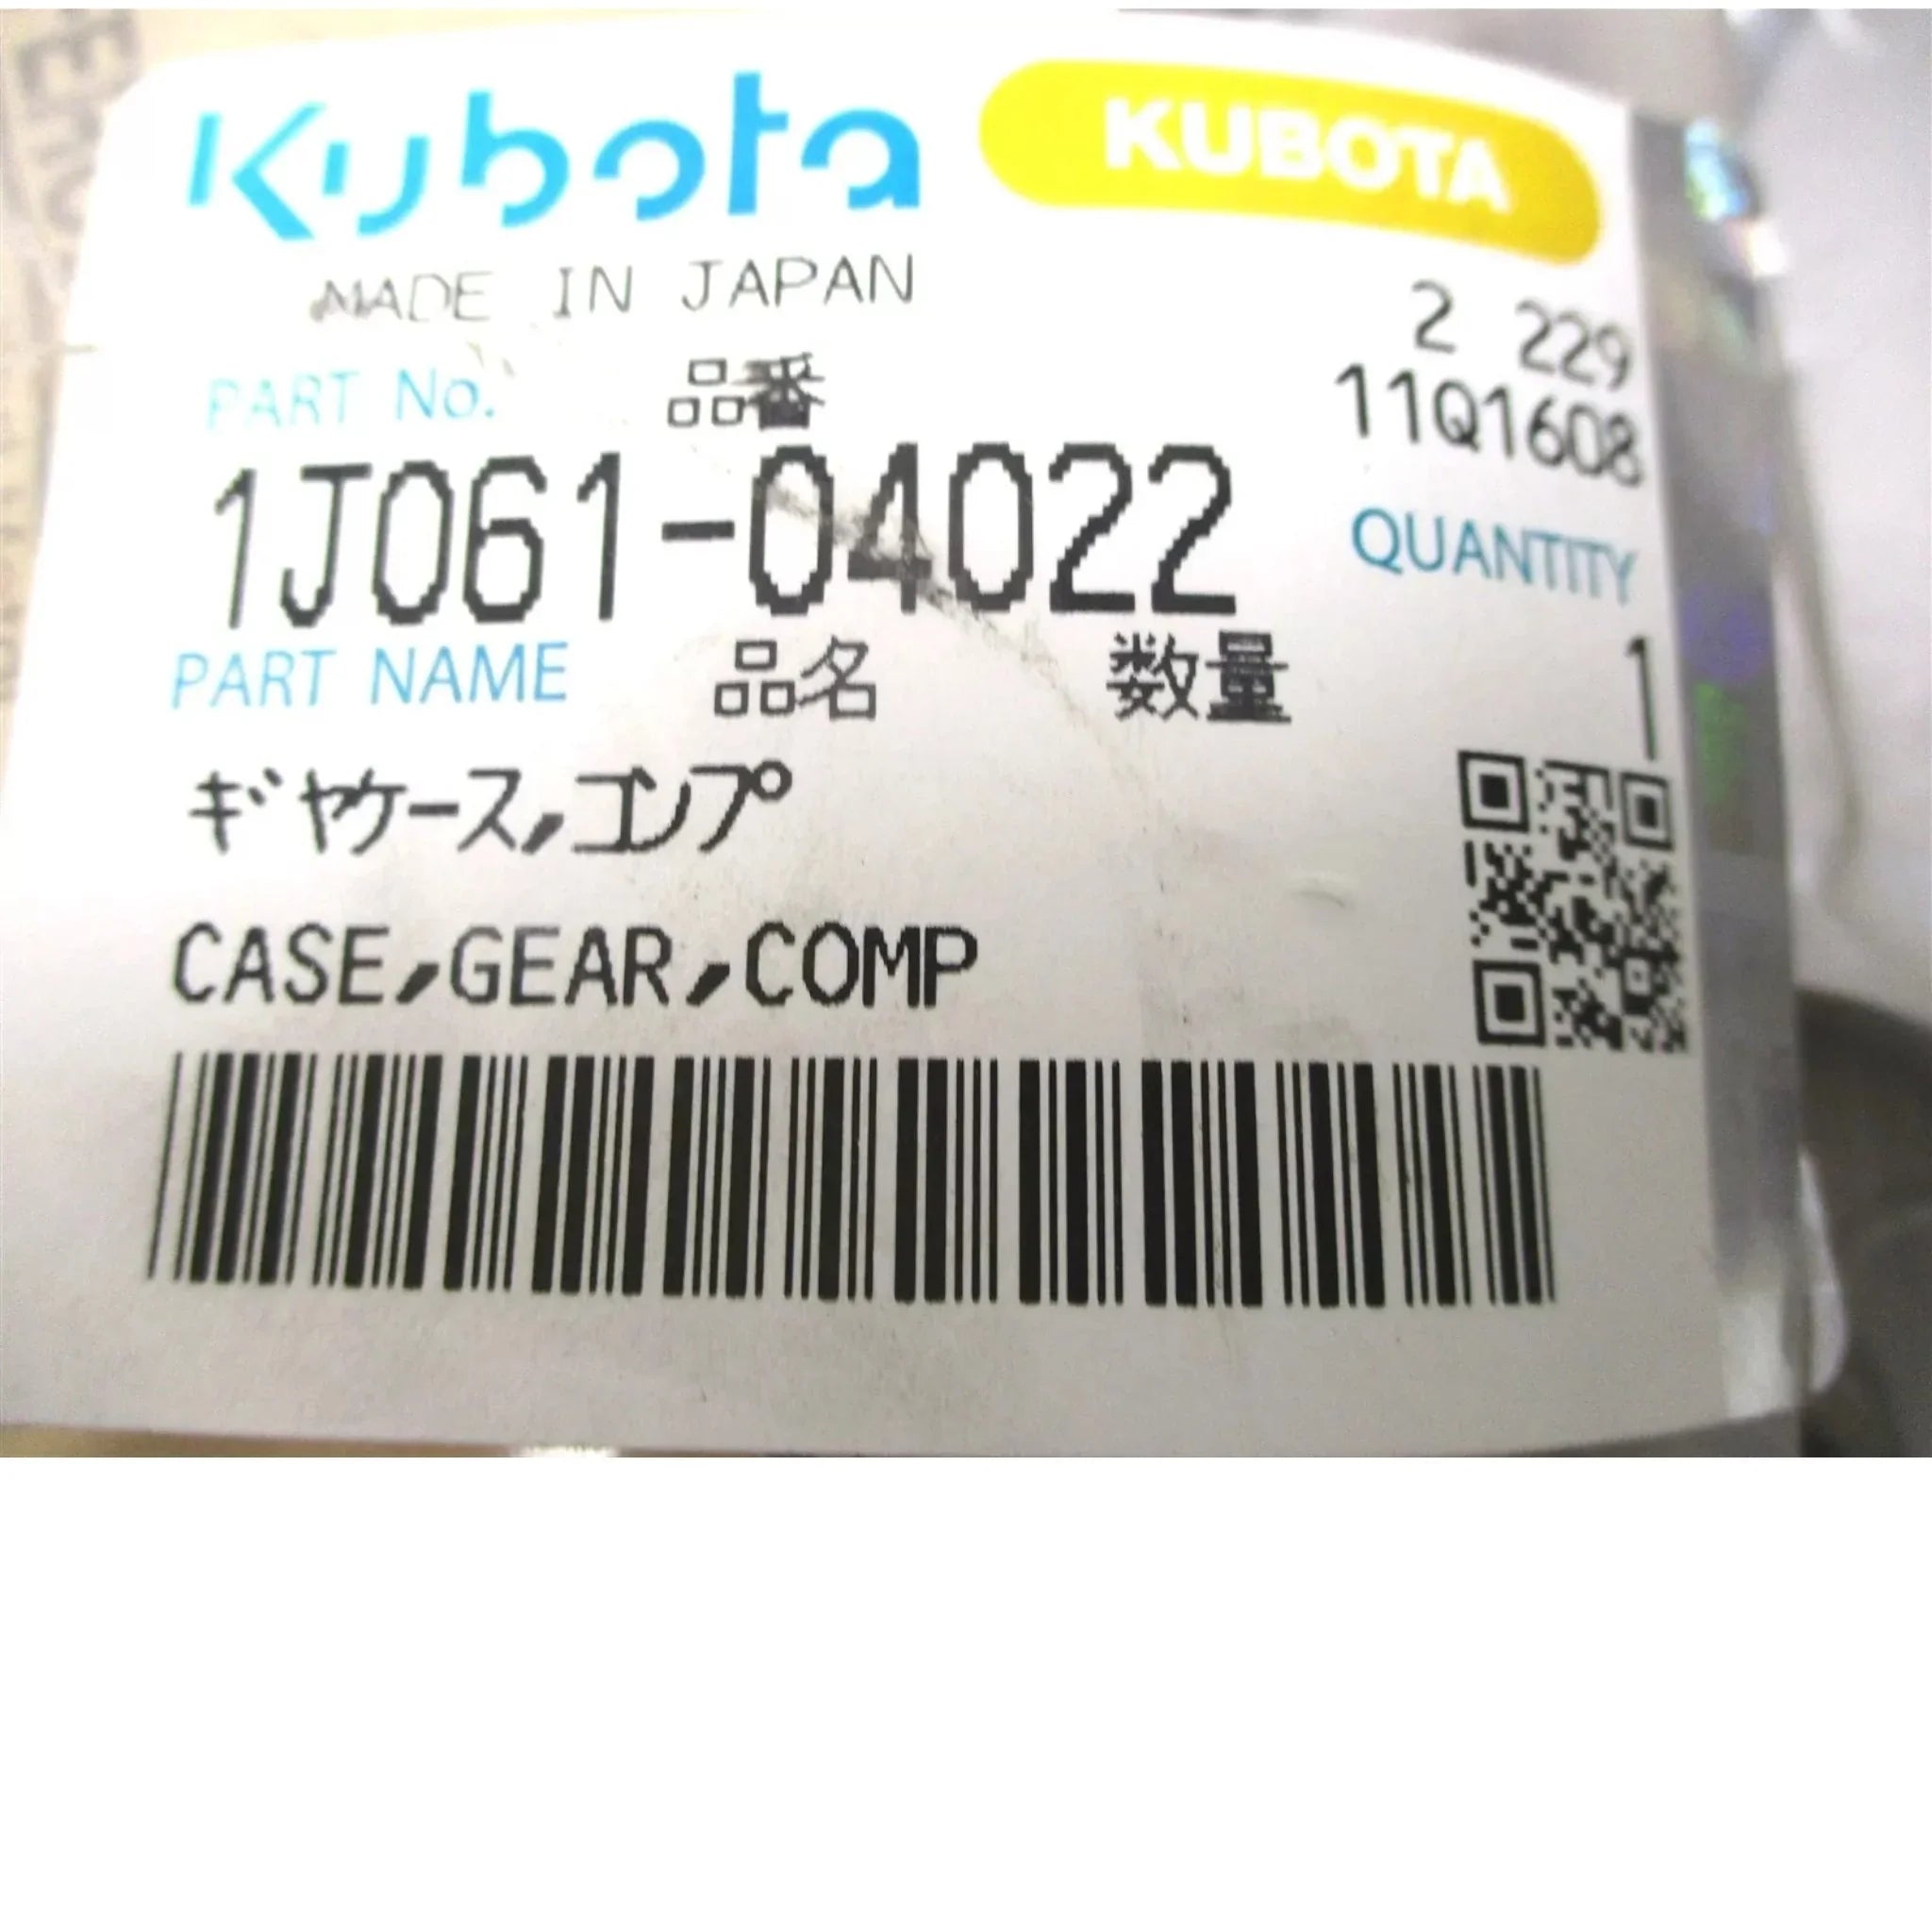 Kubota KUBOTA
MADE IN JAPAN
2 229
PART No. 品番
11Q1608
1J061-04022
QUANTITY
PART NAME 品名 数量
1
ギヤケース,コンプ
CASE,GEAR,COMP